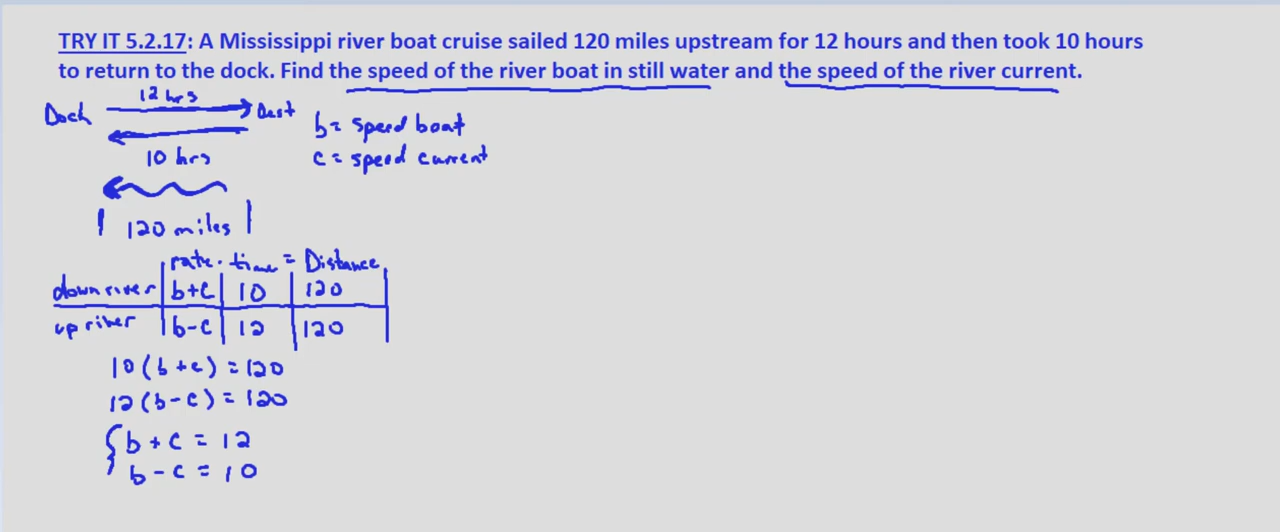 TRY IT 5.2.17: A Mississippi river boat cruise sailed 120 miles upstream for 12 hours and then took 10 hours
to return to the dock. Find the speed of the river boat in still water and the speed of the river current.
12 hrs
Dock Dest
10 hrs
b = speed boat
c = speed current
120 miles
rate · time = Distance
down river b+c 10 120
up river b-c 12 120
10(b+c) = 120
12(b-c) = 120
b + c = 12
b - c = 10